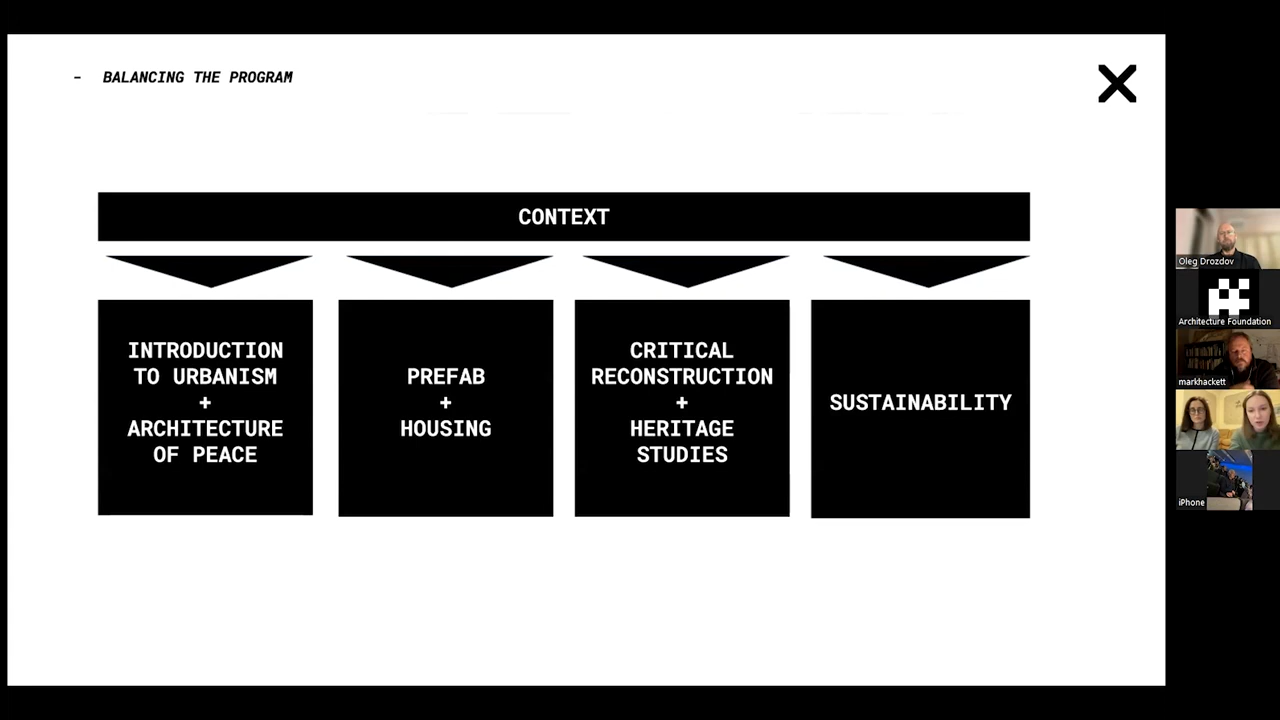 - BALANCING THE PROGRAM
CONTEXT
INTRODUCTION
TO URBANISM
+
ARCHITECTURE
OF PEACE
PREFAB
+
HOUSING
CRITICAL
RECONSTRUCTION
+
HERITAGE
STUDIES
SUSTAINABILITY
Oleg Drozdov
Architecture Foundation
markhackett
iPhone